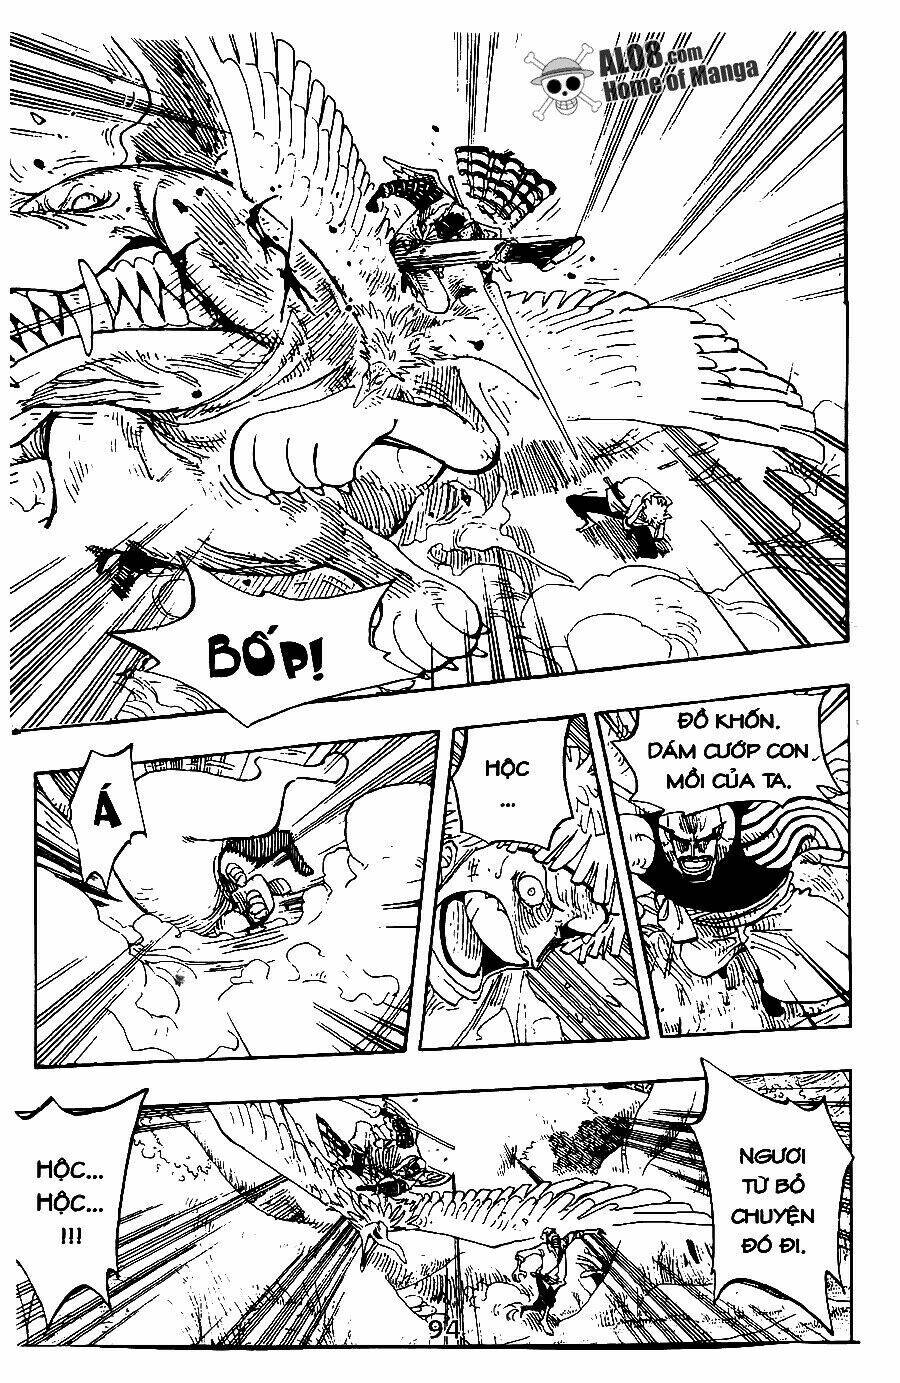 ALO8.com
Home Of Manga
BỐP!
ĐỒ KHỐN.
DÁM CƯỚP CON
MỒI CỦA TA.
HỘC
...
Á
NGƯƠI
TỪ BỎ
CHUYỆN
ĐÓ ĐI.
HỘC...
HỘC...
!!!
94